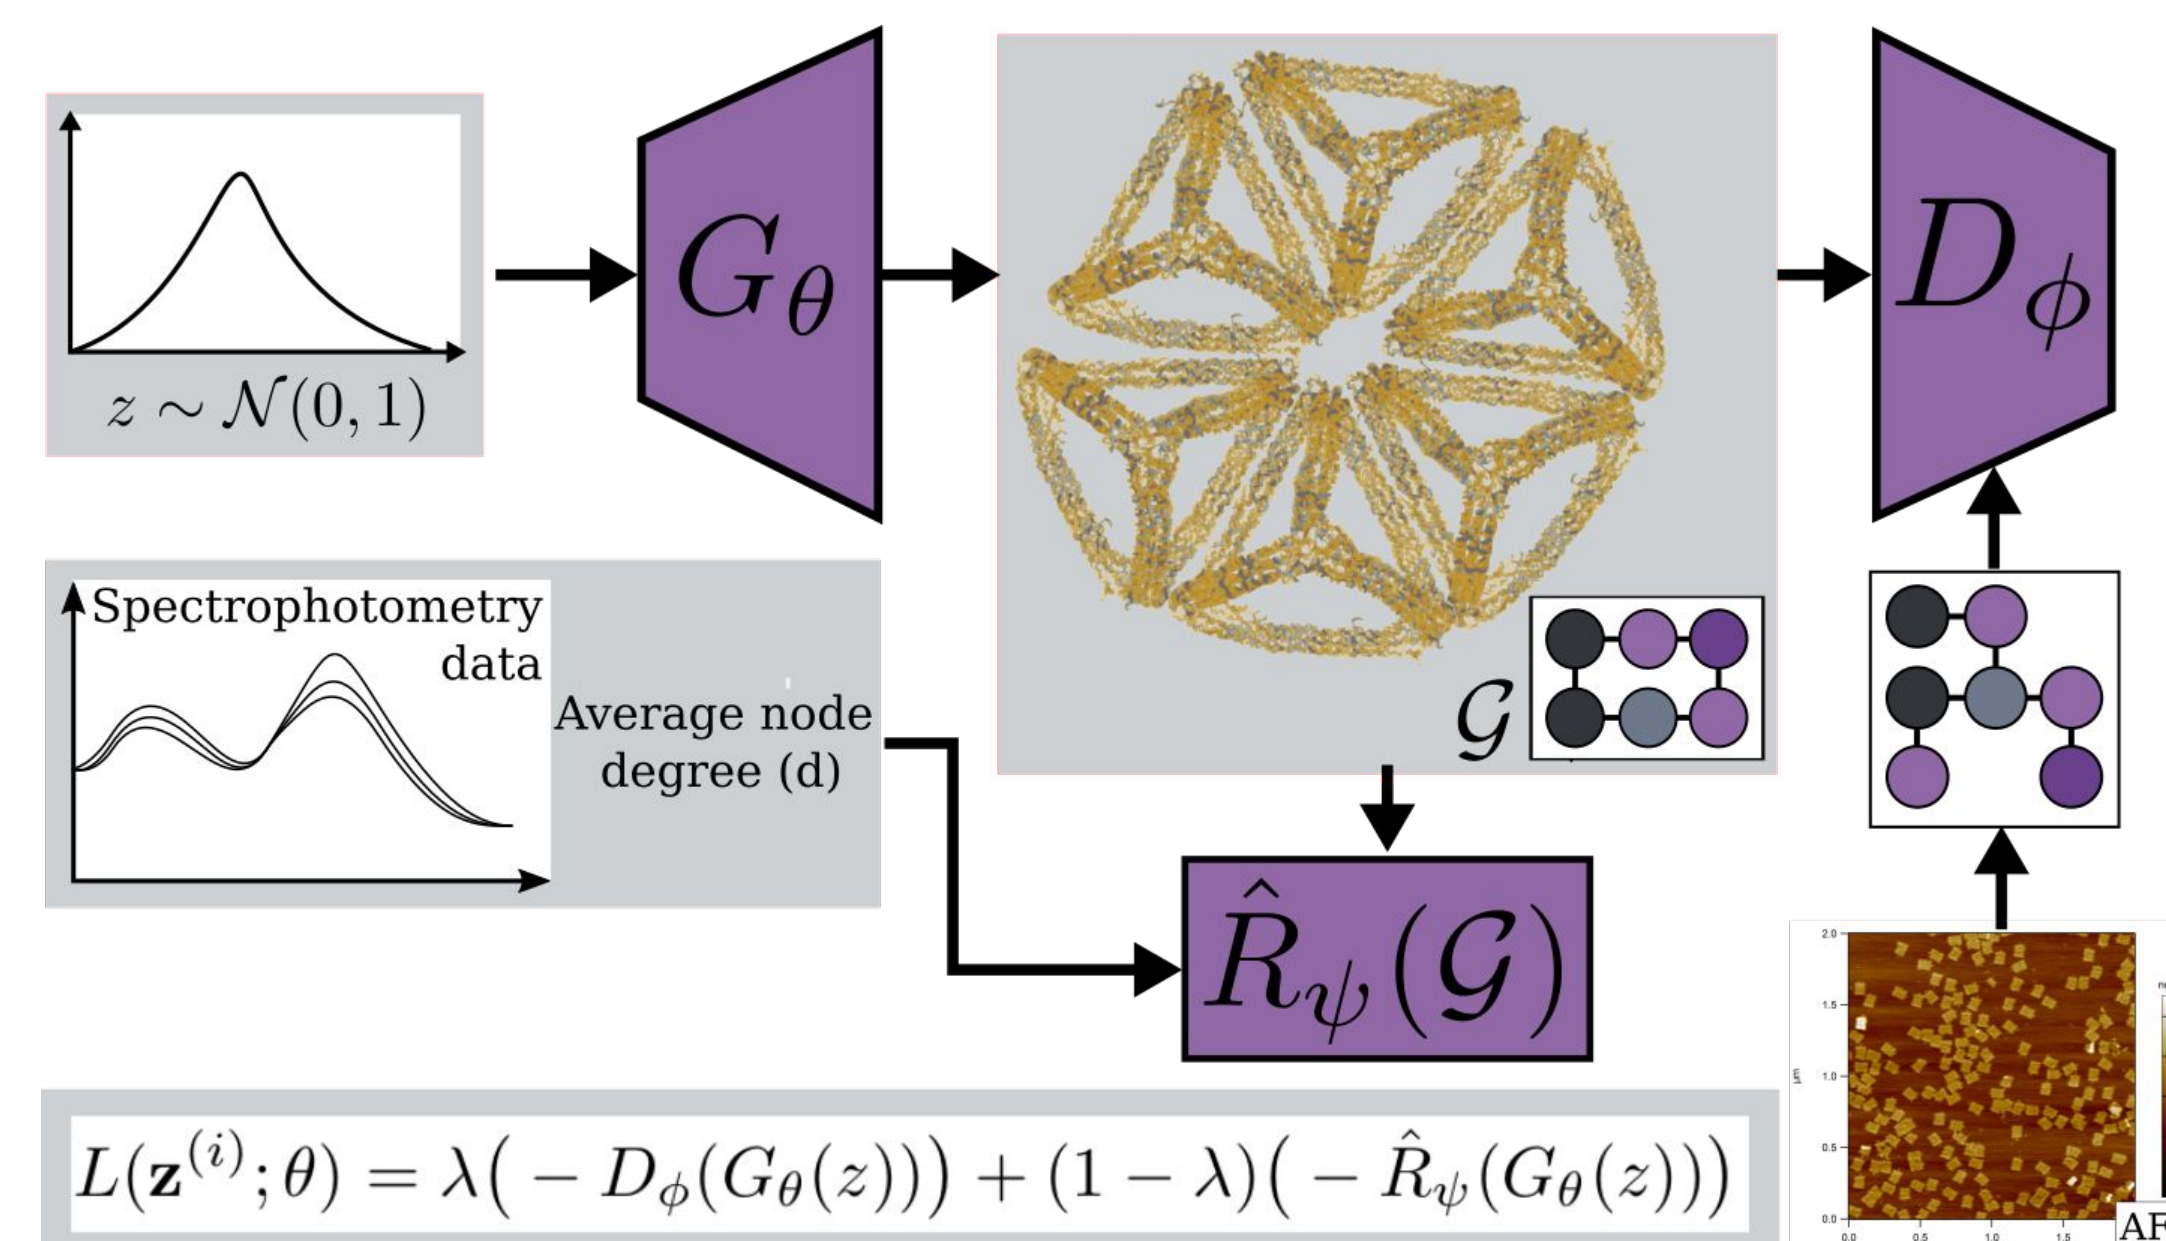 z ∼ 𝒩(0, 1)
G_θ
D_ϕ
Spectrophotometry
data
Average node
degree (d)
𝒢
R̂_ψ(𝒢)
L(𝐳^{(i)};θ) = λ(− D_ϕ(G_θ(z))) + (1 − λ)(− R̂_ψ(G_θ(z)))
2.0
1.5
1.0
0.5
0.0
µm
0.0
0.5
1.0
1.5